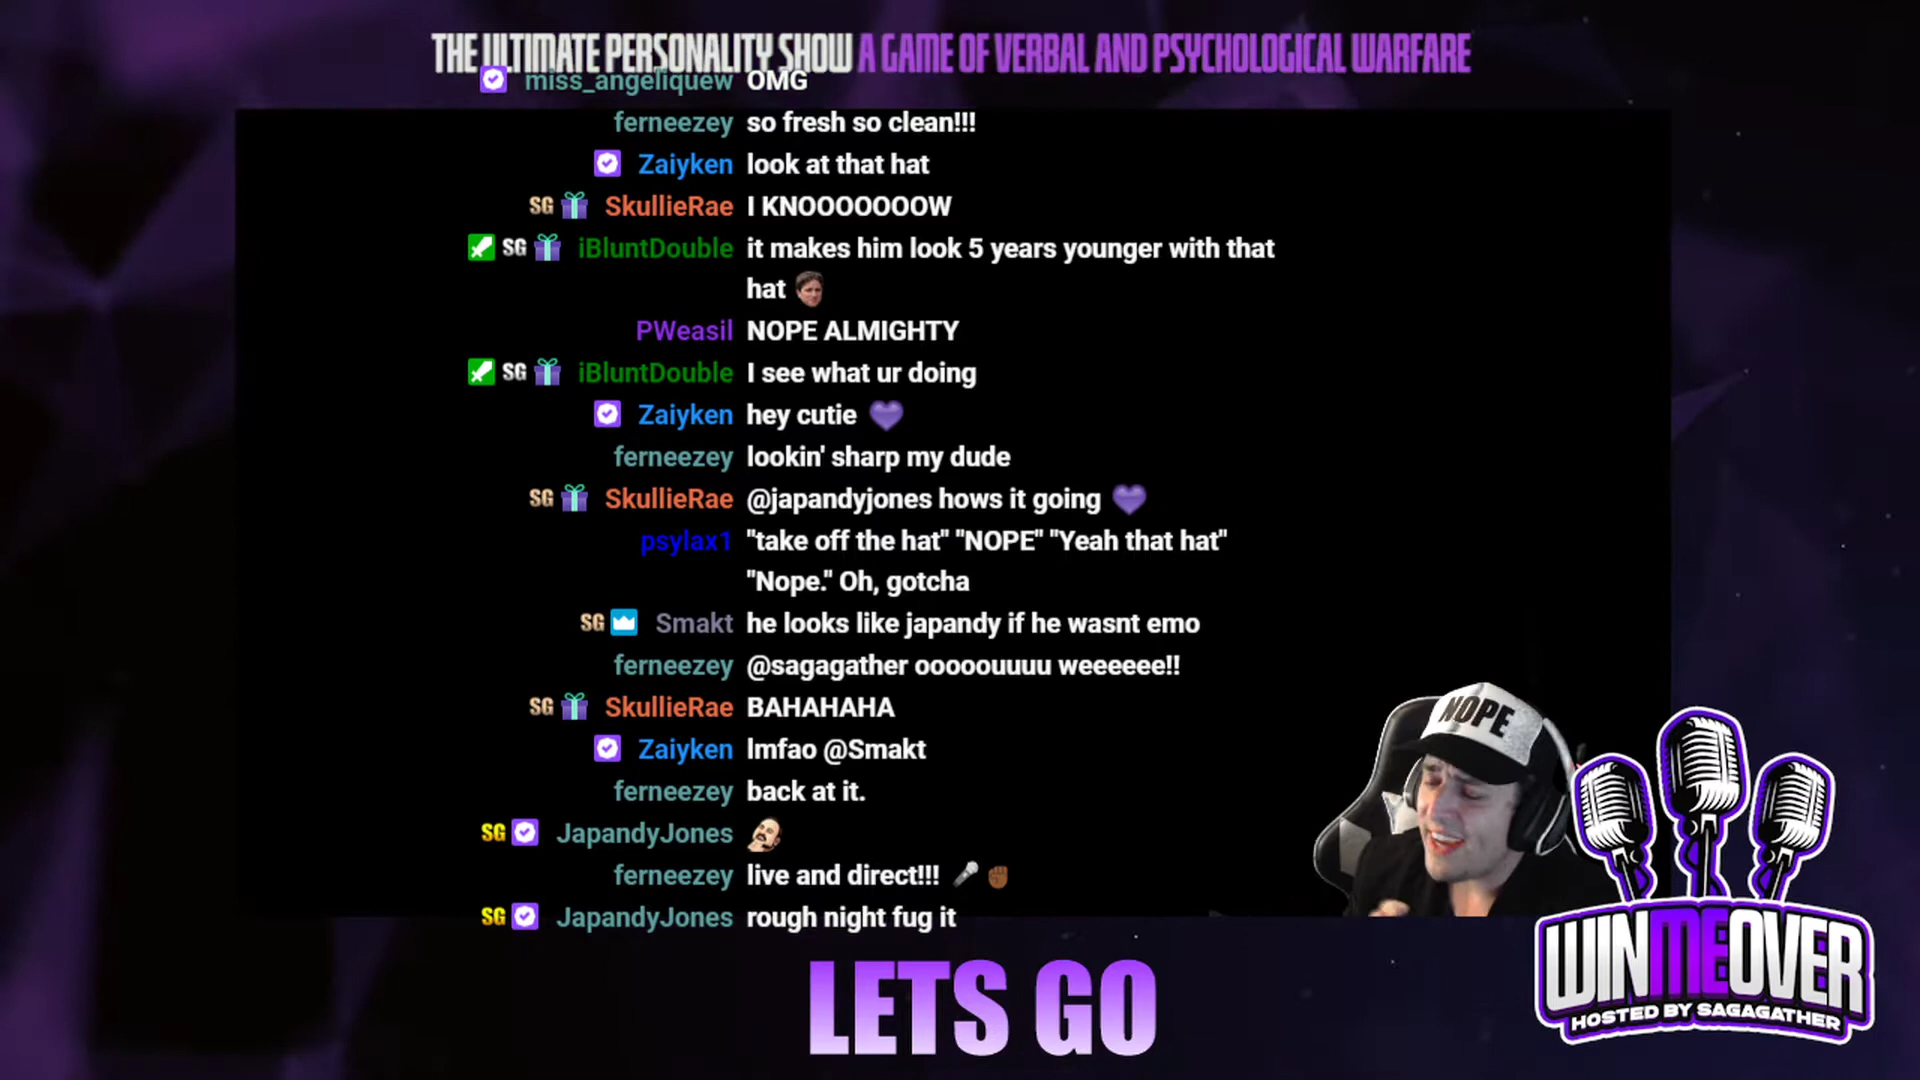 THE ULTIMATE PERSONALITY SHOW A GAME OF VERBAL AND PSYCHOLOGICAL WARFARE
miss_angeliquew OMG
ferneezey so fresh so clean!!!
Zaiyken look at that hat
SG SkullieRae I KNOOOOOOOW
SG iBluntDouble it makes him look 5 years younger with that
hat
PWeasil NOPE ALMIGHTY
SG iBluntDouble I see what ur doing
Zaiyken hey cutie 💜
ferneezey lookin' sharp my dude
SG SkullieRae @japandyjones hows it going 💜
psylax1 "take off the hat" "NOPE" "Yeah that hat"
"Nope." Oh, gotcha
SG Smakt he looks like japandy if he wasnt emo
ferneezey @sagagather ooooouuuu weeeeee!!
SG SkullieRae BAHAHAHA
Zaiyken lmfao @Smakt
ferneezey back at it.
SG JapandyJones
ferneezey live and direct!!! 🎤✊🏾
SG JapandyJones rough night fug it
NOPE
WINMEOVER
HOSTED BY SAGAGATHER
LETS GO